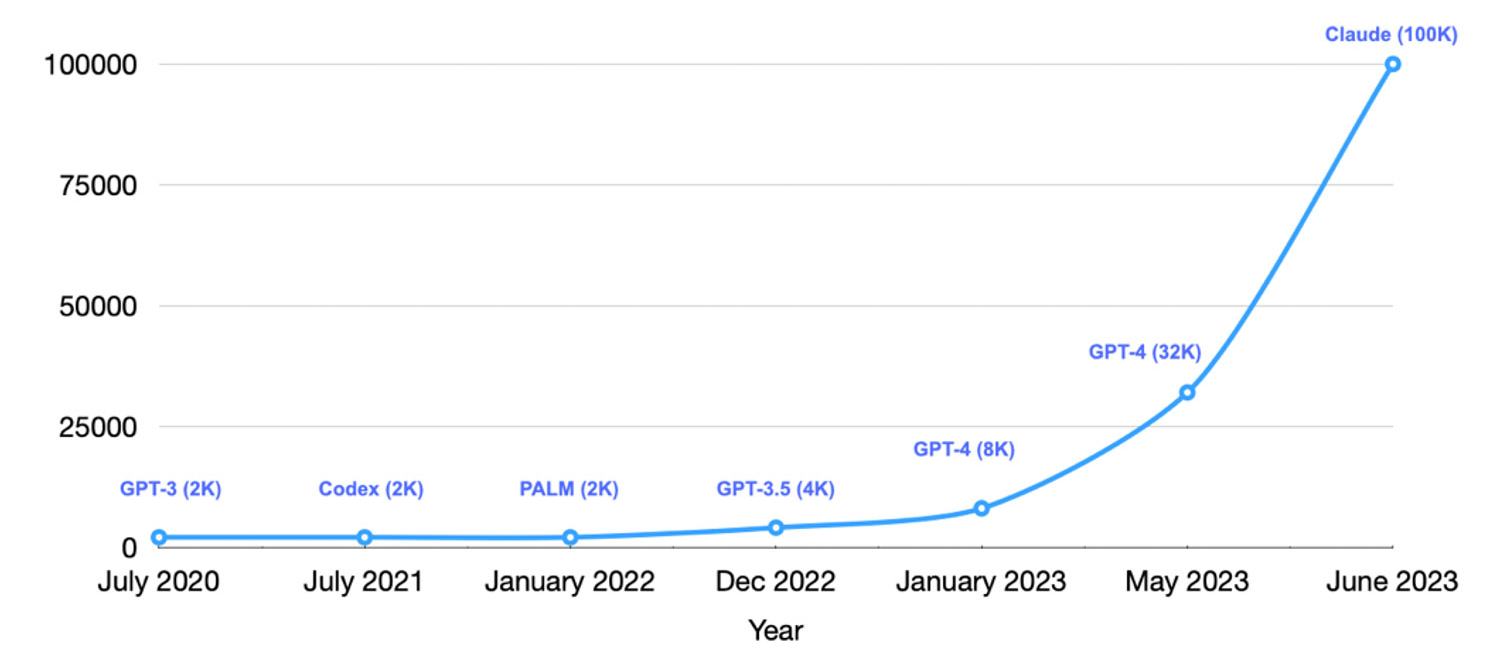 Claude (100K)
100000
75000
50000
GPT-4 (32K)
25000
GPT-4 (8K)
GPT-3 (2K) Codex (2K) PALM (2K) GPT-3.5 (4K)
0
July 2020 July 2021 January 2022 Dec 2022 January 2023 May 2023 June 2023
Year